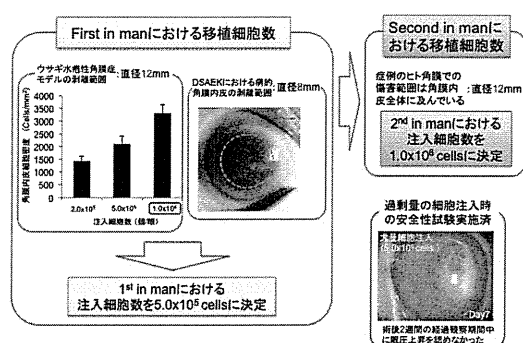 First in manにおける移植細胞数
ウサギ水疱性角膜症
モデルの剥離範囲
：直径12mm
角膜内皮細胞密度 (Cells/mm²)
4000
3500
3000
2500
2000
1500
1000
500
0
2.0x10⁵
5.0x10⁵
1.0x10⁶
注入細胞数（個/眼）
DSAEKにおける病的
角膜内皮の剥離範囲
：直径8mm
1st in manにおける
注入細胞数を5.0x10⁵ cellsに決定
Second in man
における移植細胞数
症例のヒト角膜での
傷害範囲は角膜内
皮全体に及んでいる
：直径12mm
2nd in manにおける
注入細胞数を
1.0x10⁶ cellsに決定
過剰量の細胞注入時
の安全性試験実施済
細胞注入
Day7
術後2週間の経過観察期間中
に眼圧上昇を認めなかった